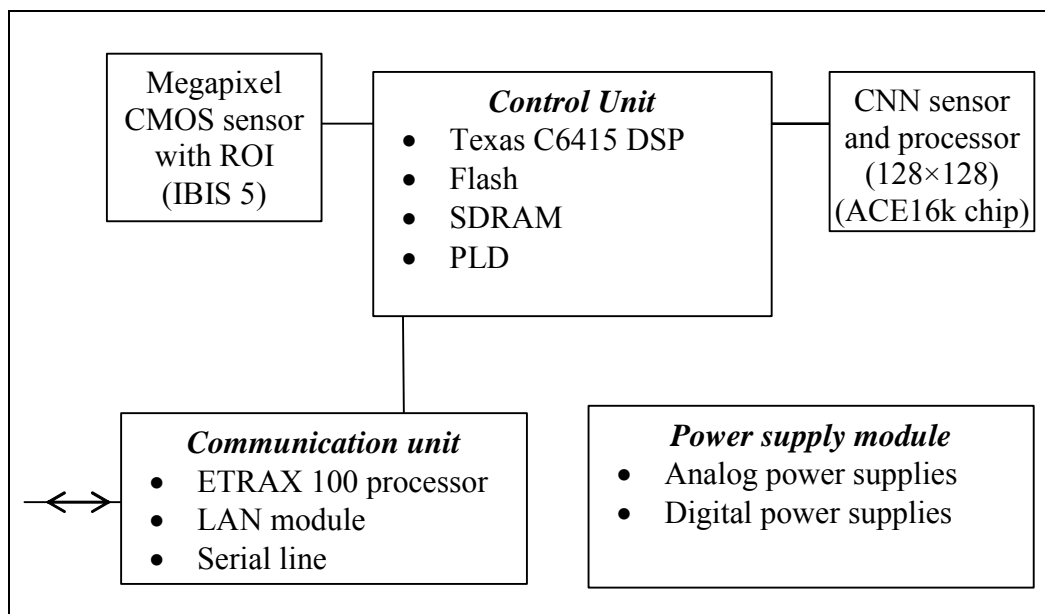 Megapixel
CMOS sensor
with ROI
(IBIS 5)
Control Unit
• Texas C6415 DSP
• Flash
• SDRAM
• PLD
CNN sensor
and processor
(128×128)
(ACE16k chip)
Communication unit
• ETRAX 100 processor
• LAN module
• Serial line
Power supply module
• Analog power supplies
• Digital power supplies